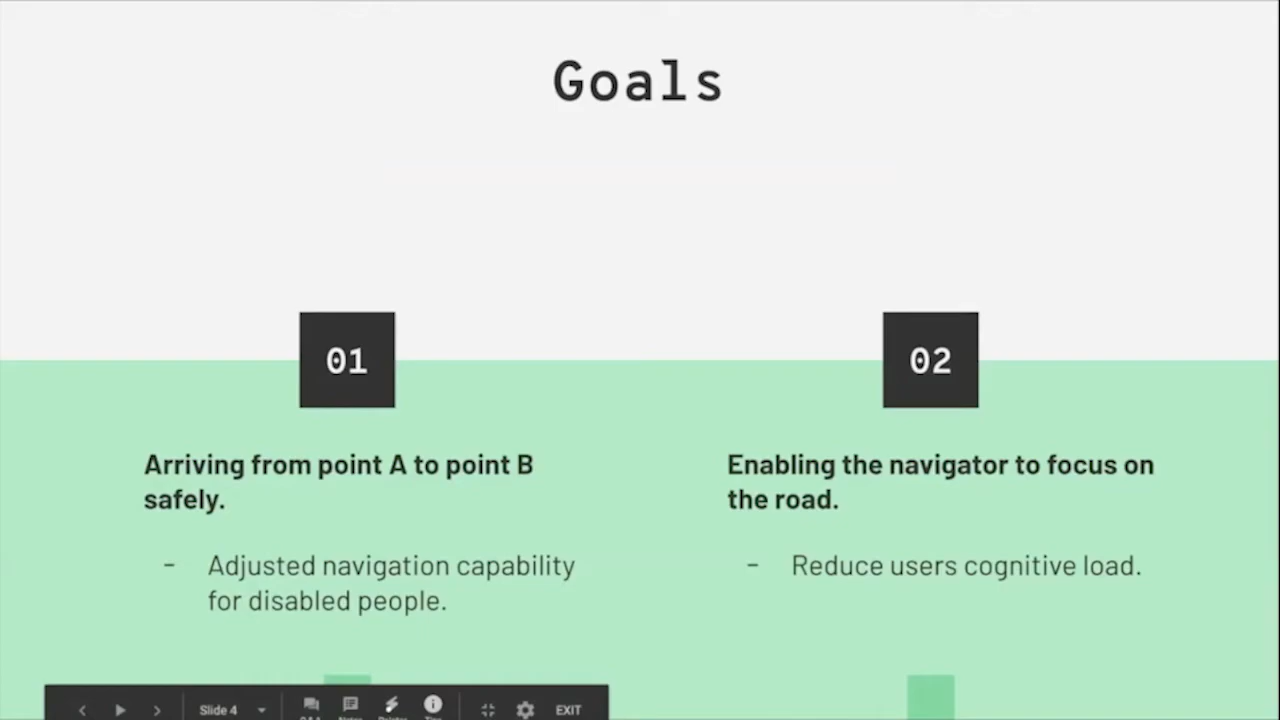 Goals
01
Arriving from point A to point B
safely.
- Adjusted navigation capability
for disabled people.
02
Enabling the navigator to focus on
the road.
- Reduce users cognitive load.
Slide 4
EXIT